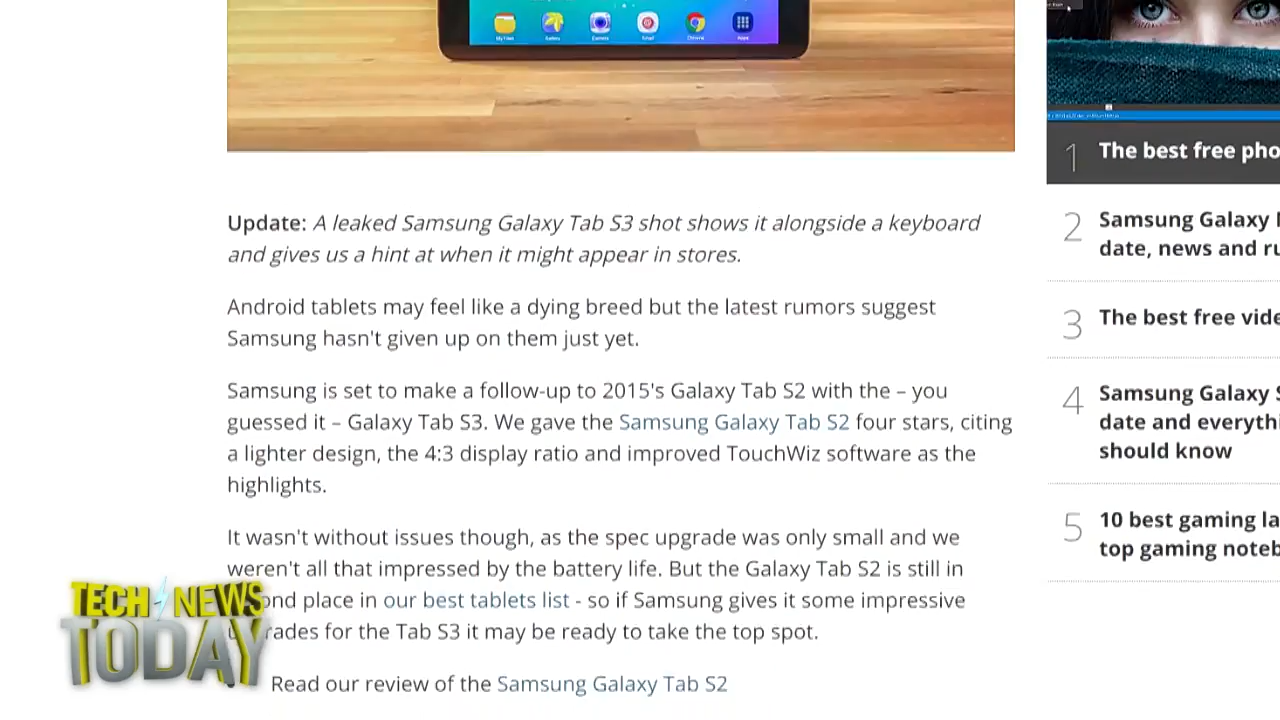 My Files Gallery Camera Email Chrome Apps
Update: A leaked Samsung Galaxy Tab S3 shot shows it alongside a keyboard
and gives us a hint at when it might appear in stores.
Android tablets may feel like a dying breed but the latest rumors suggest
Samsung hasn't given up on them just yet.
Samsung is set to make a follow-up to 2015's Galaxy Tab S2 with the – you
guessed it – Galaxy Tab S3. We gave the Samsung Galaxy Tab S2 four stars, citing
a lighter design, the 4:3 display ratio and improved TouchWiz software as the
highlights.
It wasn't without issues though, as the spec upgrade was only small and we
weren't all that impressed by the battery life. But the Galaxy Tab S2 is still in
ond place in our best tablets list - so if Samsung gives it some impressive
rades for the Tab S3 it may be ready to take the top spot.
Read our review of the Samsung Galaxy Tab S2
TECH NEWS
TODAY
1 The best free pho
2 Samsung Galaxy
date, news and ru
3 The best free vide
4 Samsung Galaxy S
date and everythi
should know
5 10 best gaming la
top gaming noteb